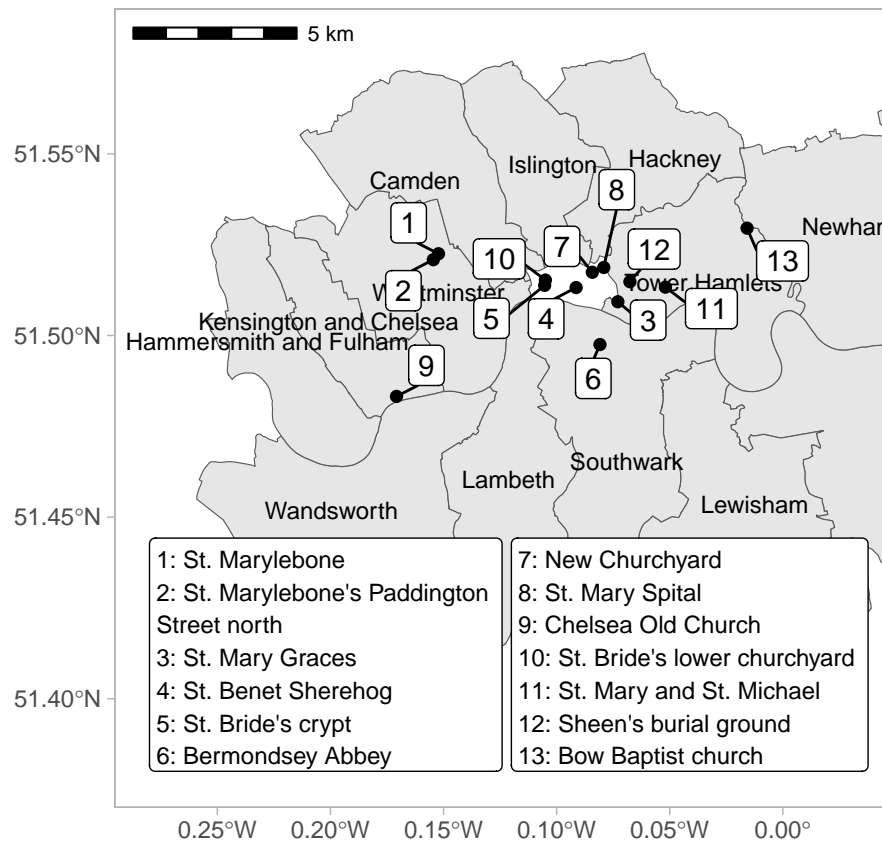 5 km
51.55°N
51.50°N
51.45°N
51.40°N
Hackney
Islington
Camden
8
1
Newham
7
12
10
13
2
Westminster
Tower Hamlets
5
4
3
11
Kensington and Chelsea
Hammersmith and Fulham
9
6
Southwark
Lambeth
Wandsworth
Lewisham
1: St. Marylebone
2: St. Marylebone's Paddington
Street north
3: St. Mary Graces
4: St. Benet Sherehog
5: St. Bride's crypt
6: Bermondsey Abbey
7: New Churchyard
8: St. Mary Spital
9: Chelsea Old Church
10: St. Bride's lower churchyard
11: St. Mary and St. Michael
12: Sheen's burial ground
13: Bow Baptist church
0.25°W 0.20°W 0.15°W 0.10°W 0.05°W 0.00°